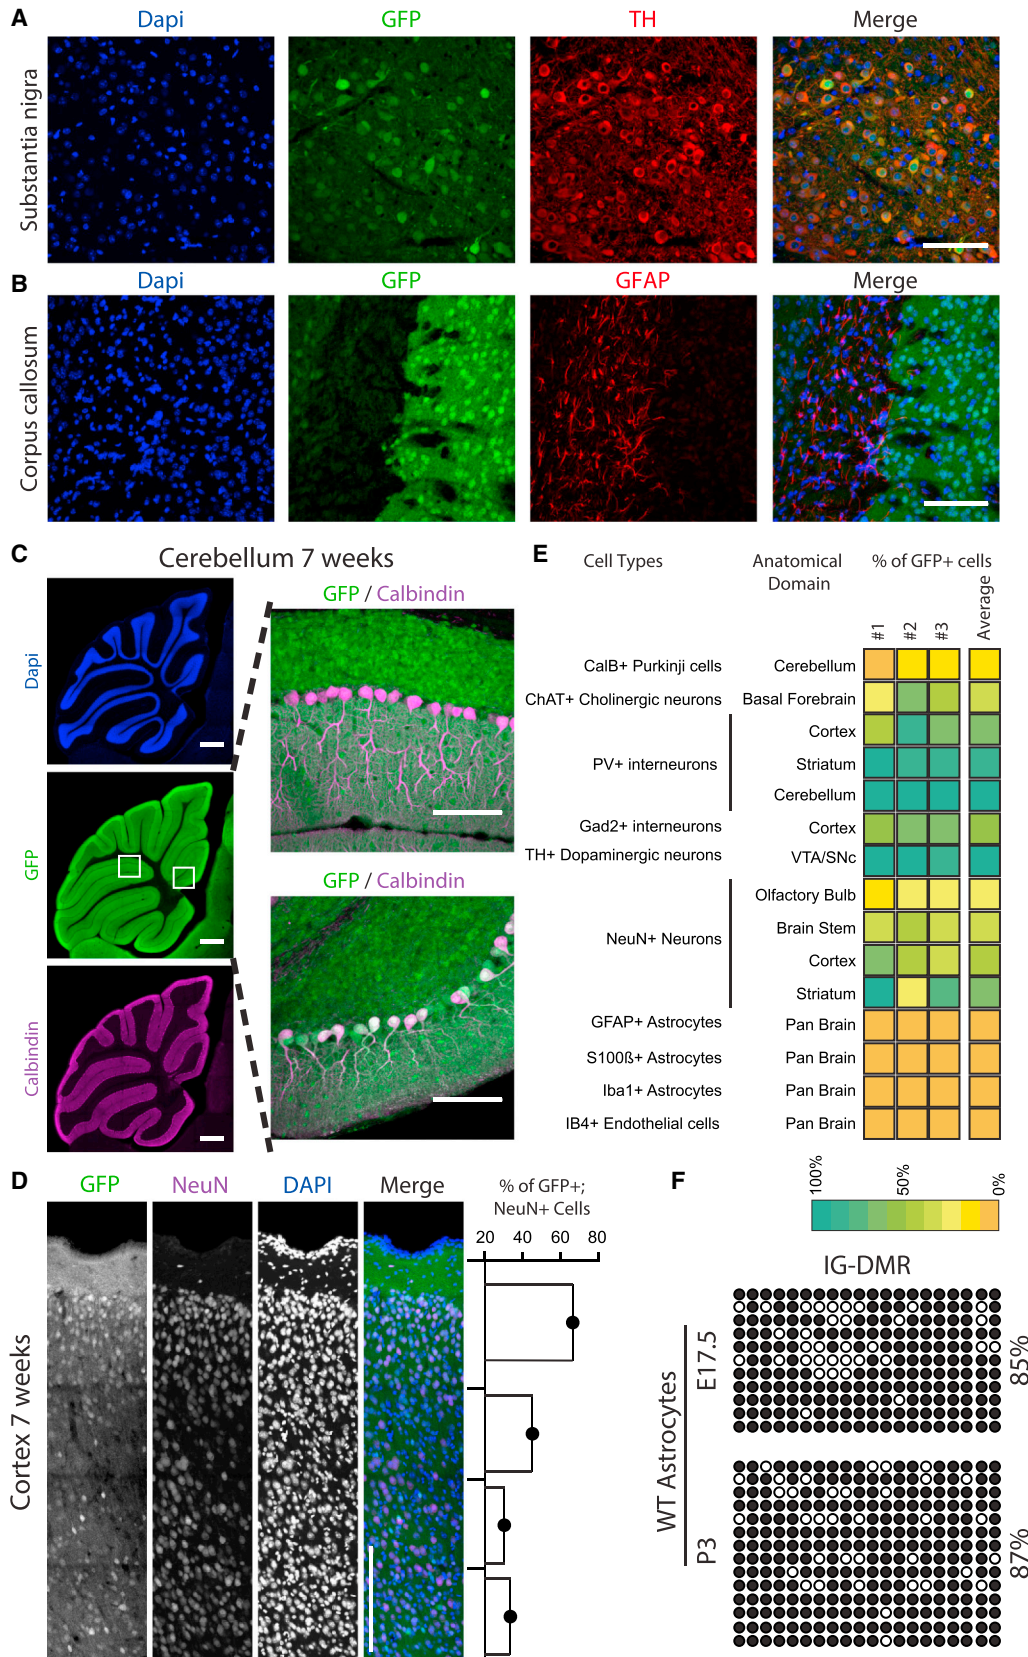 A
Dapi
GFP
TH
Merge
Substantia nigra
B
Dapi
GFP
GFAP
Merge
Corpus callosum
C
Cerebellum 7 weeks
Dapi
GFP
Calbindin
GFP / Calbindin
GFP / Calbindin
E
Cell Types
Anatomical Domain
% of GFP+ cells
#1
#2
#3
Average
CalB+ Purkinji cells
Cerebellum
ChAT+ Cholinergic neurons
Basal Forebrain
PV+ interneurons
Cortex
Striatum
Cerebellum
Gad2+ interneurons
Cortex
TH+ Dopaminergic neurons
VTA/SNc
NeuN+ Neurons
Olfactory Bulb
Brain Stem
Cortex
Striatum
GFAP+ Astrocytes
Pan Brain
S100ß+ Astrocytes
Pan Brain
Iba1+ Astrocytes
Pan Brain
IB4+ Endothelial cells
Pan Brain
100%
50%
0%
D
GFP
NeuN
DAPI
Merge
% of GFP+;
NeuN+ Cells
20 40 60 80
Cortex 7 weeks
F
IG-DMR
WT Astrocytes
E17.5
85%
P3
87%